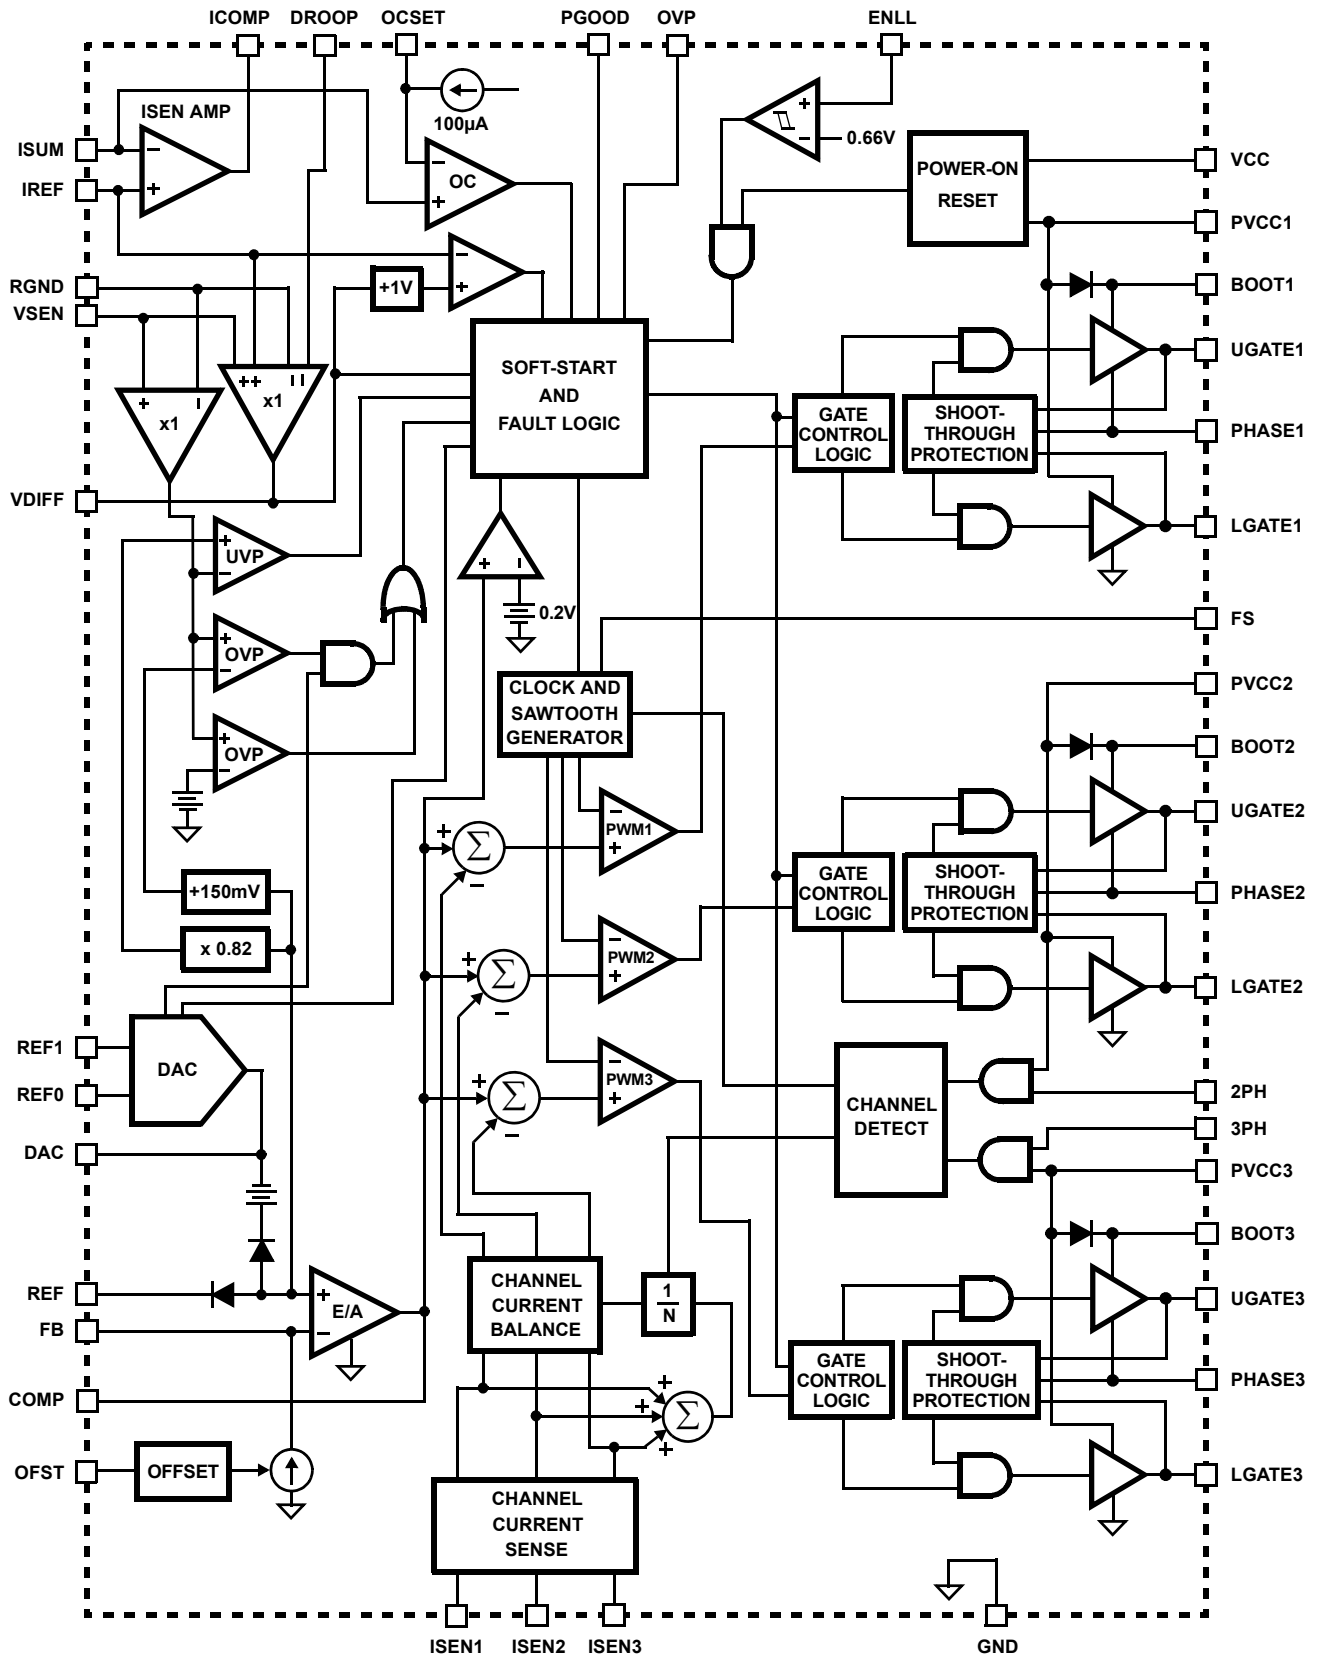 ICOMP DROOP OCSET PGOOD OVP ENLL
ISEN AMP
100µA
ISUM
IREF
RGND
VSEN
VDIFF
REF1
REF0
DAC
REF
FB
COMP
OFST
− +
− OC +
− +
+1V
+ − 0.66V
POWER-ON
RESET
++ −− x1
+ − x1
SOFT-START
AND
FAULT LOGIC
+ UVP −
+ OVP −
+ OVP −
+ −
0.2V
CLOCK AND
SAWTOOTH
GENERATOR
− PWM1 +
− PWM2 +
− PWM3 +
+ Σ −
+ Σ −
+ Σ −
+150mV
x 0.82
DAC
+ E/A −
OFFSET
CHANNEL
CURRENT
BALANCE
1
N
+ + + Σ
CHANNEL
CURRENT
SENSE
ISEN1 ISEN2 ISEN3 GND
GATE
CONTROL
LOGIC
SHOOT-
THROUGH
PROTECTION
GATE
CONTROL
LOGIC
SHOOT-
THROUGH
PROTECTION
CHANNEL
DETECT
GATE
CONTROL
LOGIC
SHOOT-
THROUGH
PROTECTION
VCC
PVCC1
BOOT1
UGATE1
PHASE1
LGATE1
FS
PVCC2
BOOT2
UGATE2
PHASE2
LGATE2
2PH
3PH
PVCC3
BOOT3
UGATE3
PHASE3
LGATE3